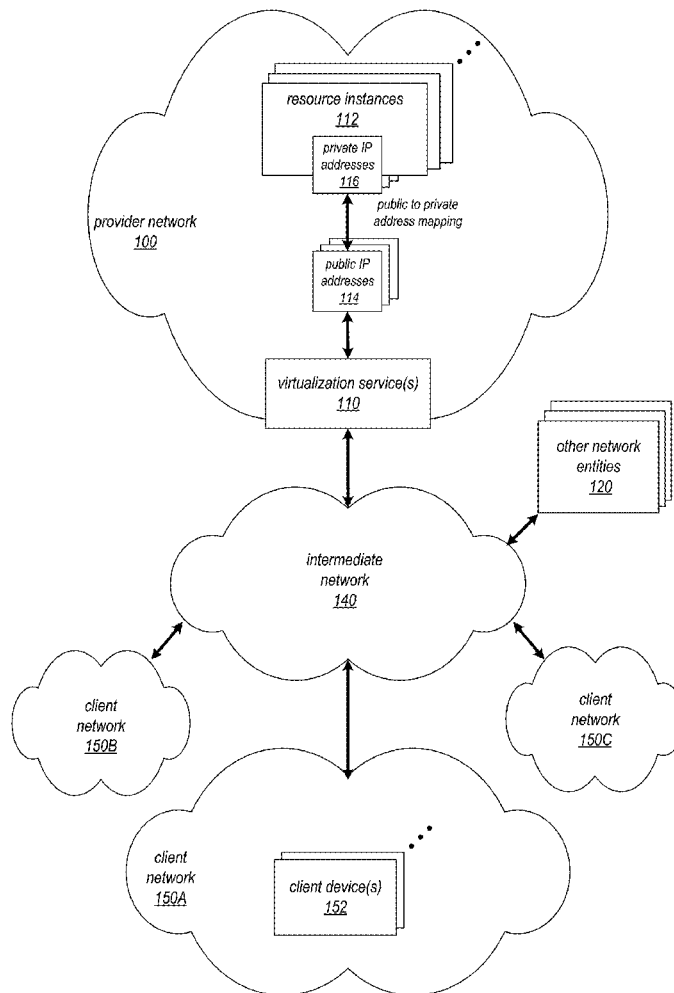 resource instances
112
private IP
addresses
116
public to private
address mapping
provider network
100
public IP
addresses
114
virtualization service(s)
110
other network
entities
120
intermediate
network
140
client
network
150B
client
network
150C
client
network
150A
client device(s)
152